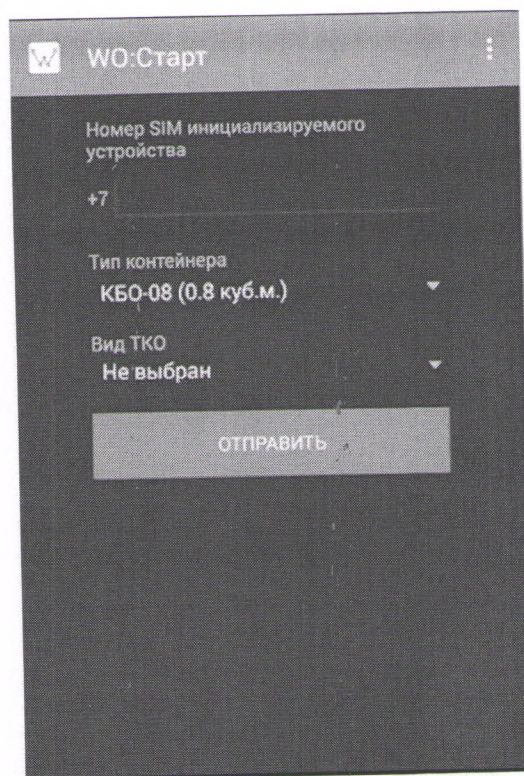 W WO:Старт
Номер SIM инициализируемого
устройства
+7
Тип контейнера
КБО-08 (0.8 куб.м.)
Вид ТКО
Не выбран
ОТПРАВИТЬ